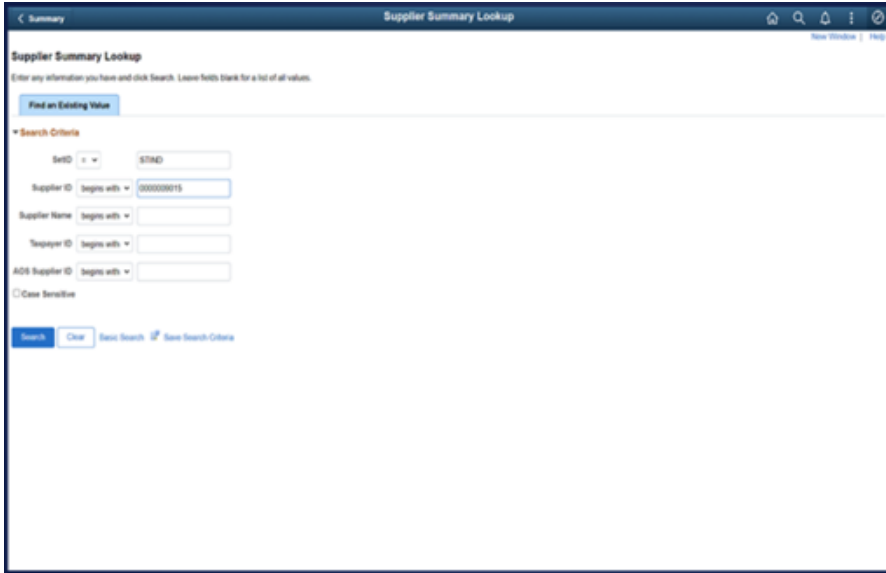 Summary
Supplier Summary Lookup
New Window | Help
Supplier Summary Lookup
Enter any information you have and click Search. Leave fields blank for a list of all values.
Find an Existing Value
Search Criteria
SetID = STIND
Supplier ID begins with 0000009015
Supplier Name begins with
Taxpayer ID begins with
AOS Supplier ID begins with
Case Sensitive
Search Clear Basic Search Save Search Criteria